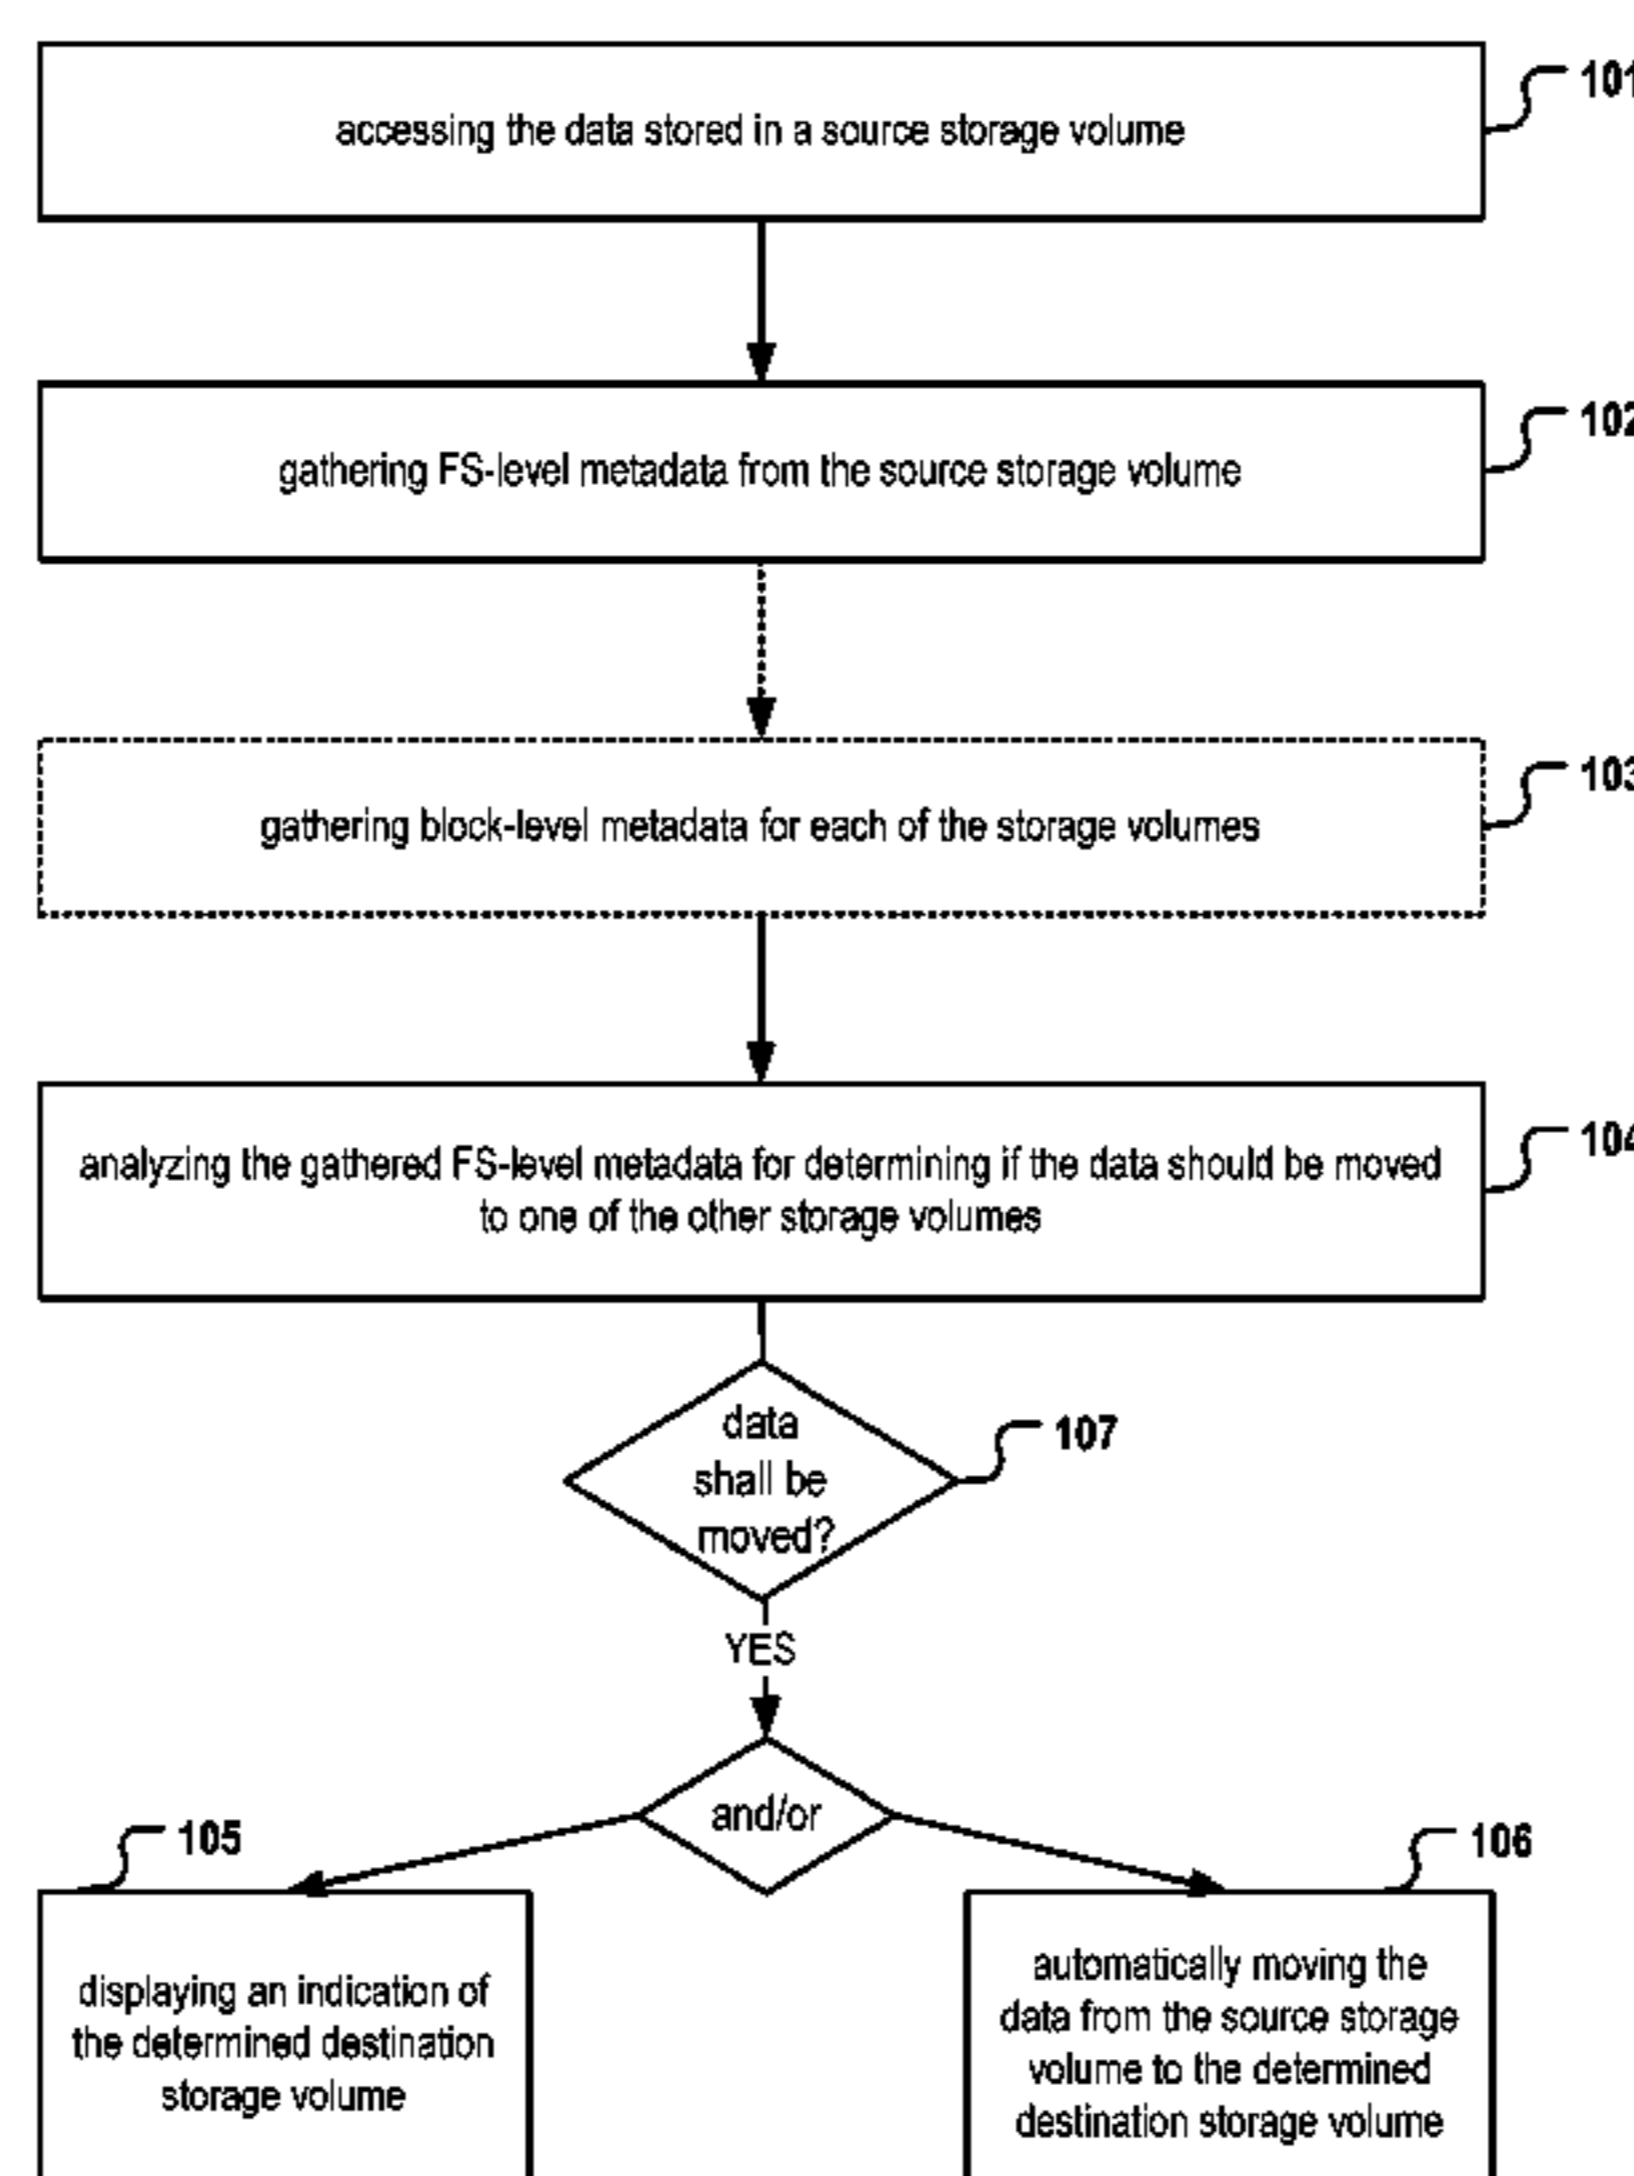 accessing the data stored in a source storage volume
101
gathering FS-level metadata from the source storage volume
102
gathering block-level metadata for each of the storage volumes
103
analyzing the gathered FS-level metadata for determining if the data should be moved
to one of the other storage volumes
104
data
shall be
moved?
107
YES
and/or
105
106
displaying an indication of
the determined destination
storage volume
automatically moving the
data from the source storage
volume to the determined
destination storage volume